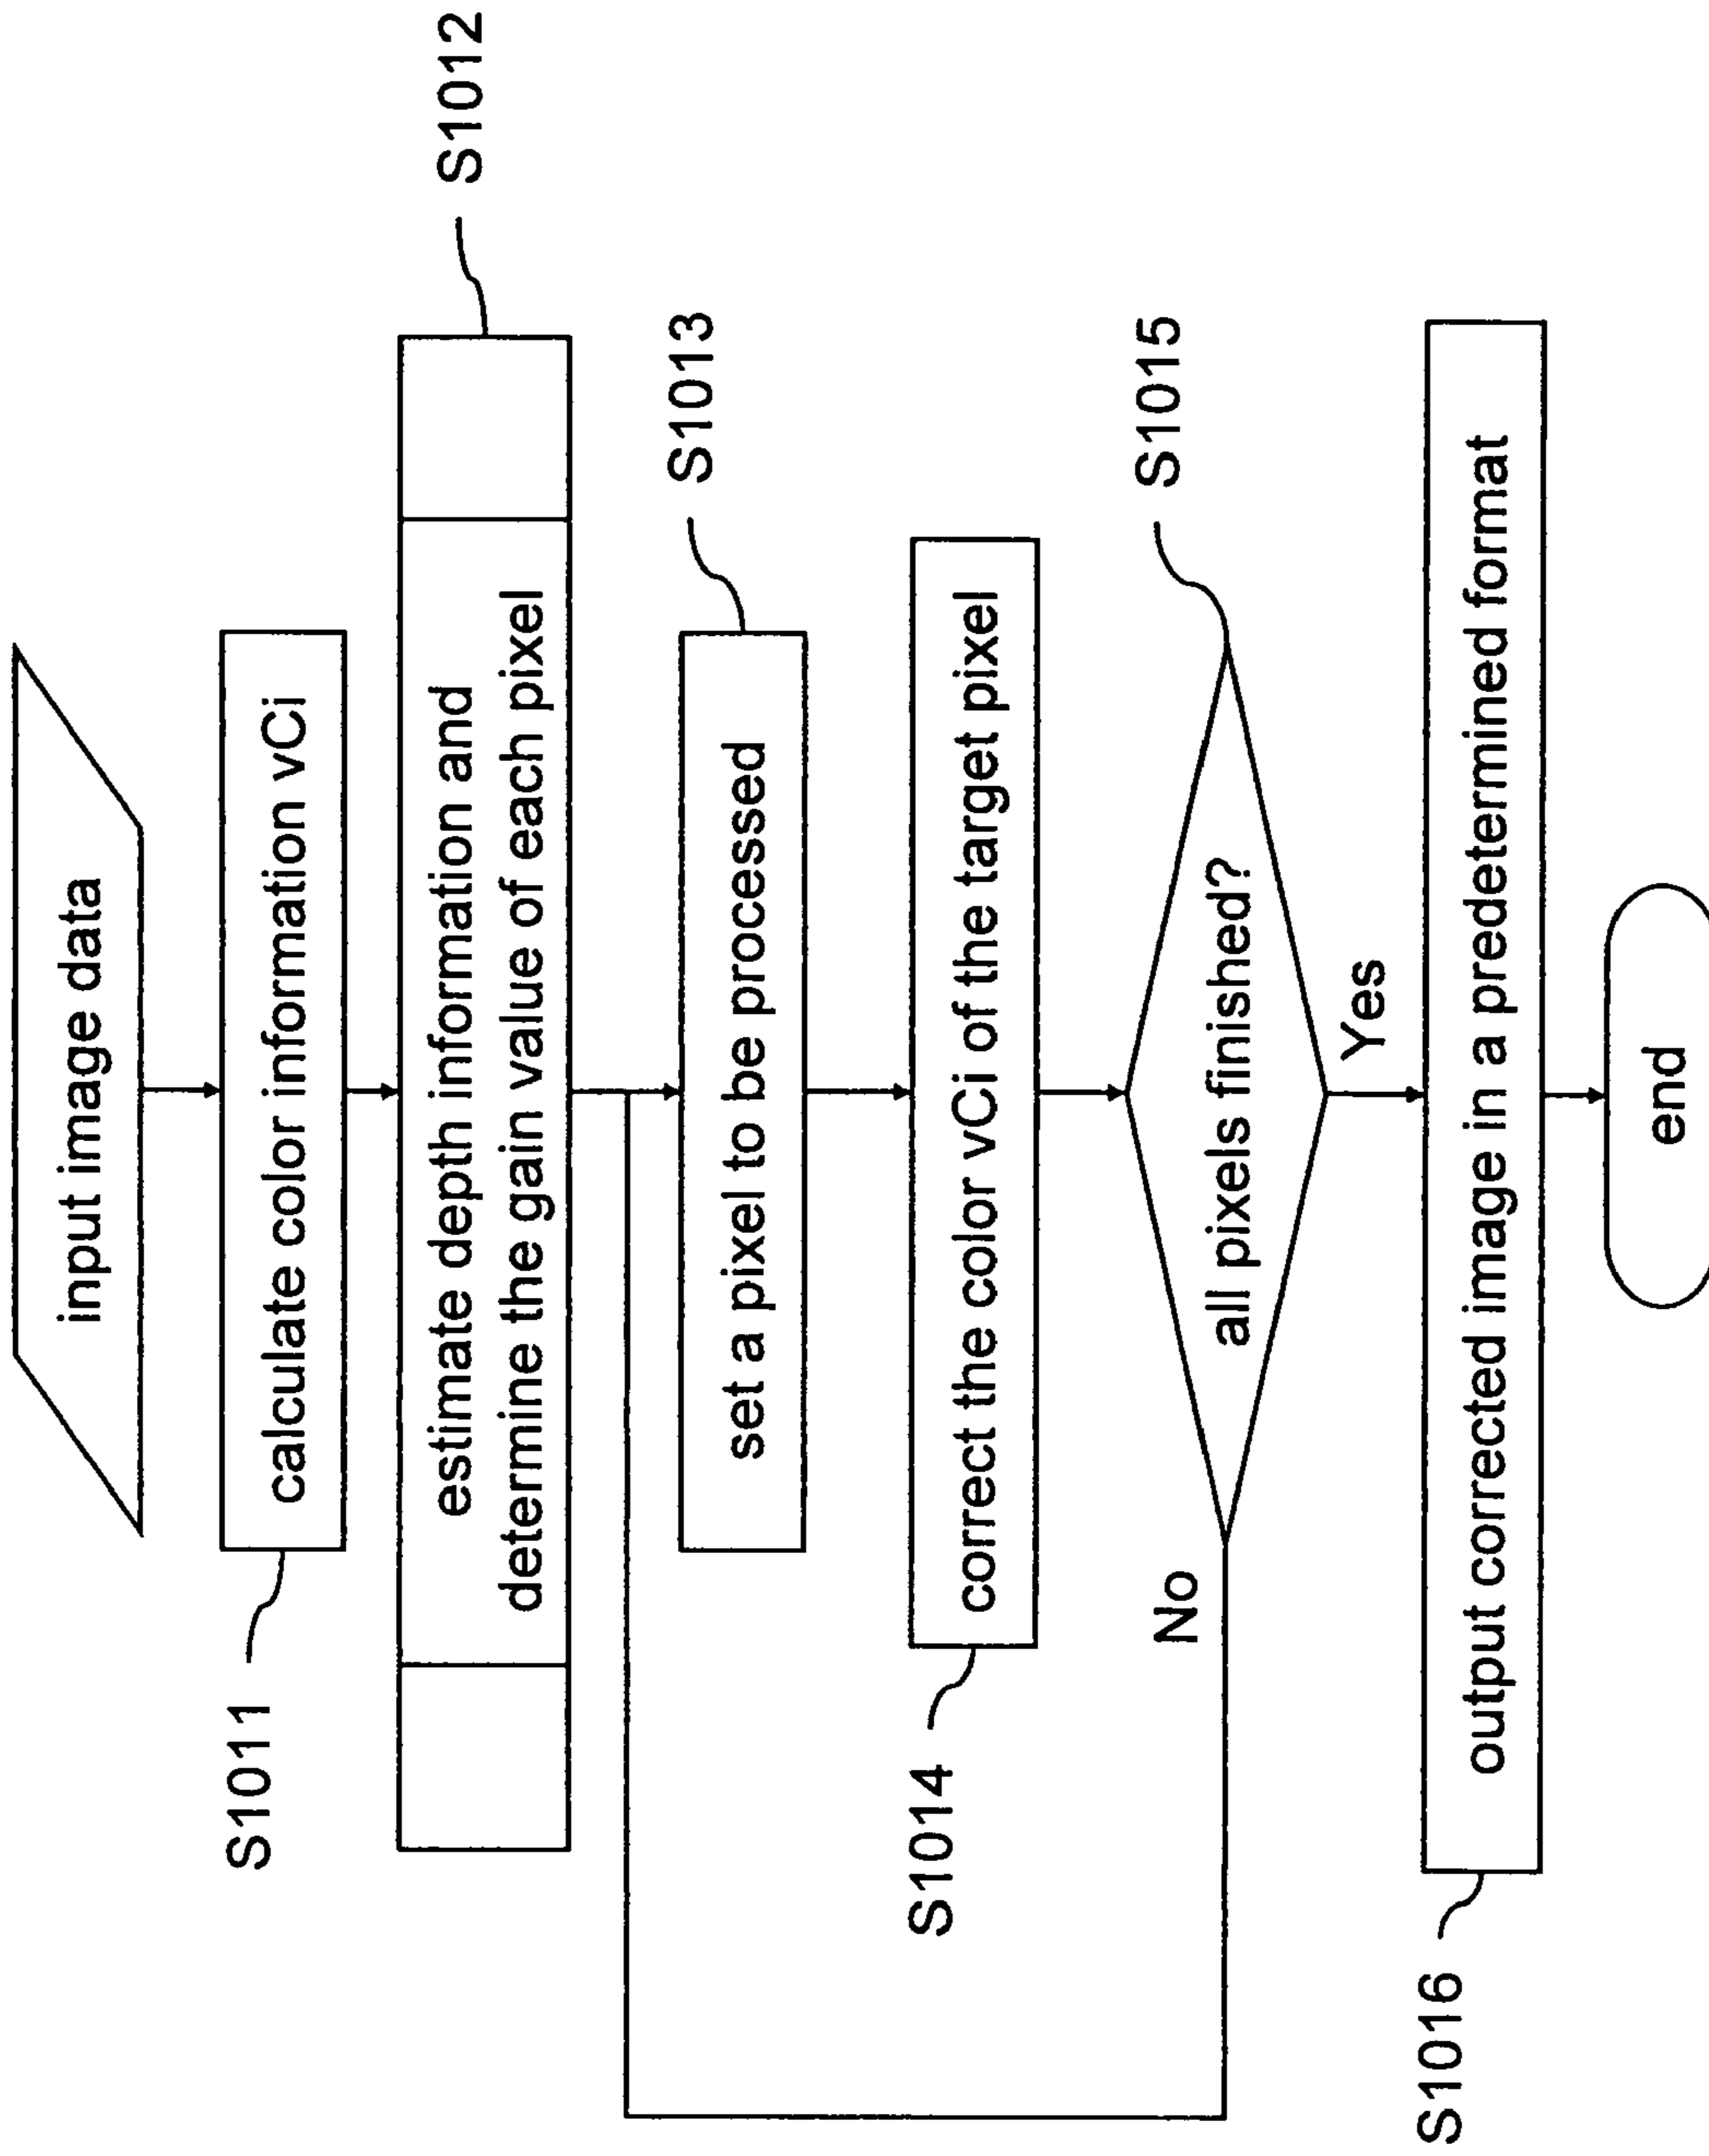 input image data
S1011
calculate color information vCi
S1012
estimate depth information and
determine the gain value of each pixel
S1013
set a pixel to be processed
S1014
correct the color vCi of the target pixel
S1015
all pixels finished?
No
Yes
S1016
output corrected image in a predetermined format
end